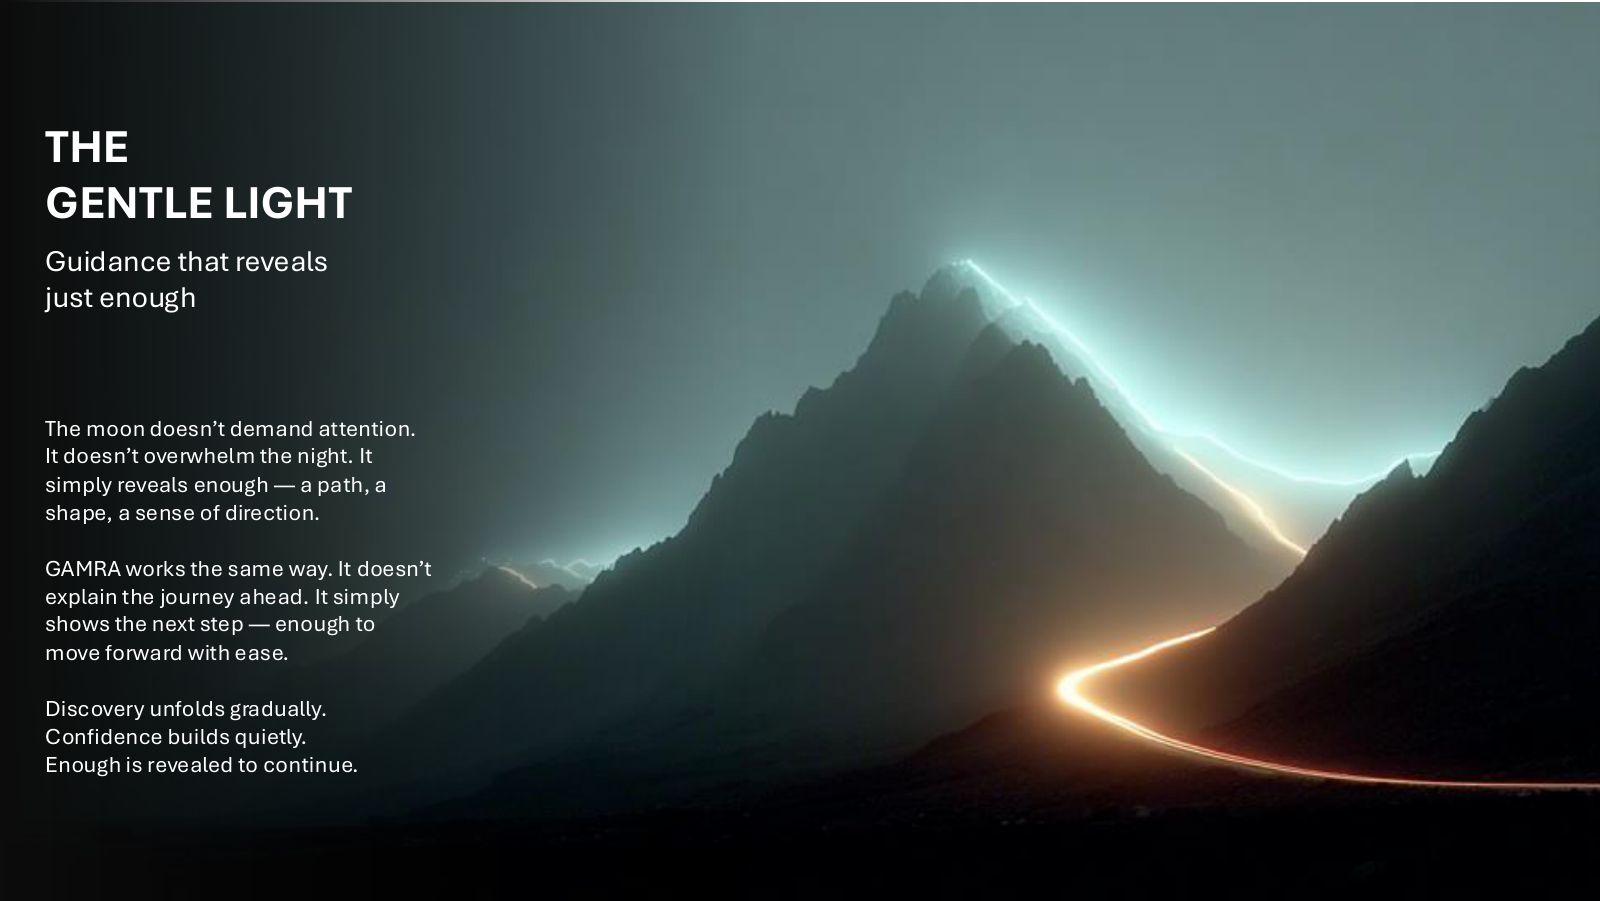 THE
GENTLE LIGHT
Guidance that reveals
just enough
The moon doesn’t demand attention.
It doesn’t overwhelm the night. It
simply reveals enough — a path, a
shape, a sense of direction.
GAMRA works the same way. It doesn’t
explain the journey ahead. It simply
shows the next step — enough to
move forward with ease.
Discovery unfolds gradually.
Confidence builds quietly.
Enough is revealed to continue.